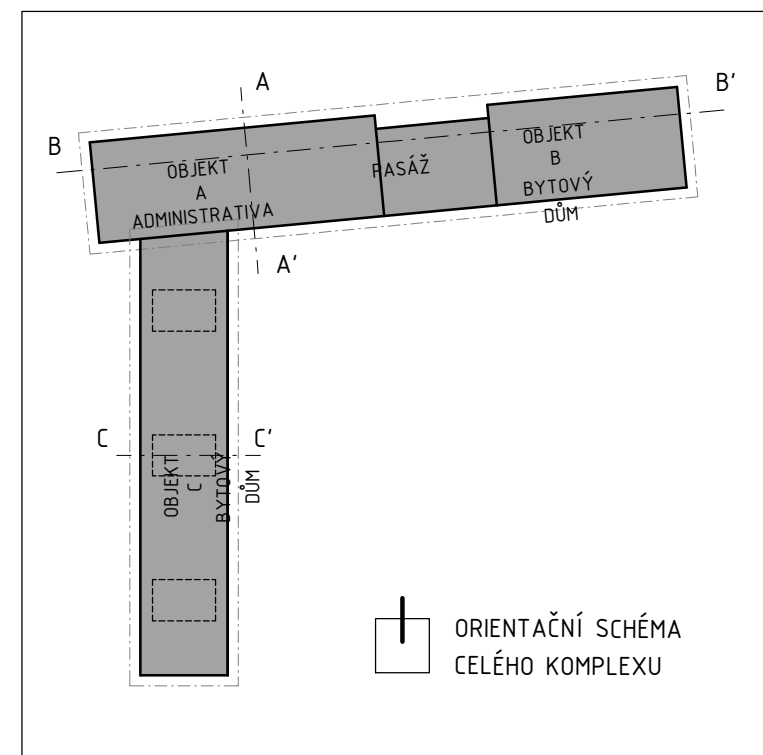 A
B'
B
OBJEKT
A
ADMINISTRATIVA
PASÁŽ
OBJEKT
B
BYTOVÝ
DŮM
A'
C
C'
OBJEKT
C
BYTOVÝ
DŮM
ORIENTAČNÍ SCHÉMA
CELÉHO KOMPLEXU